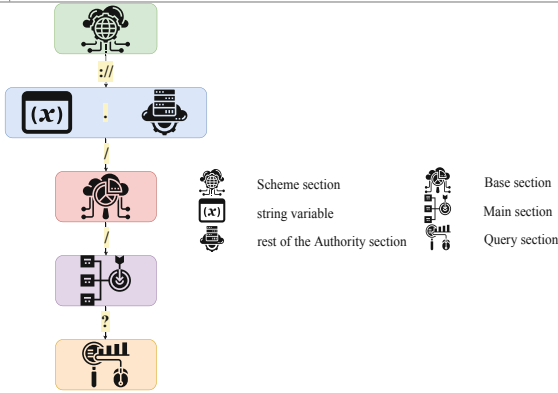 ://
(x) .
/
/
?
Scheme section
(x) string variable
rest of the Authority section
Base section
Main section
Query section